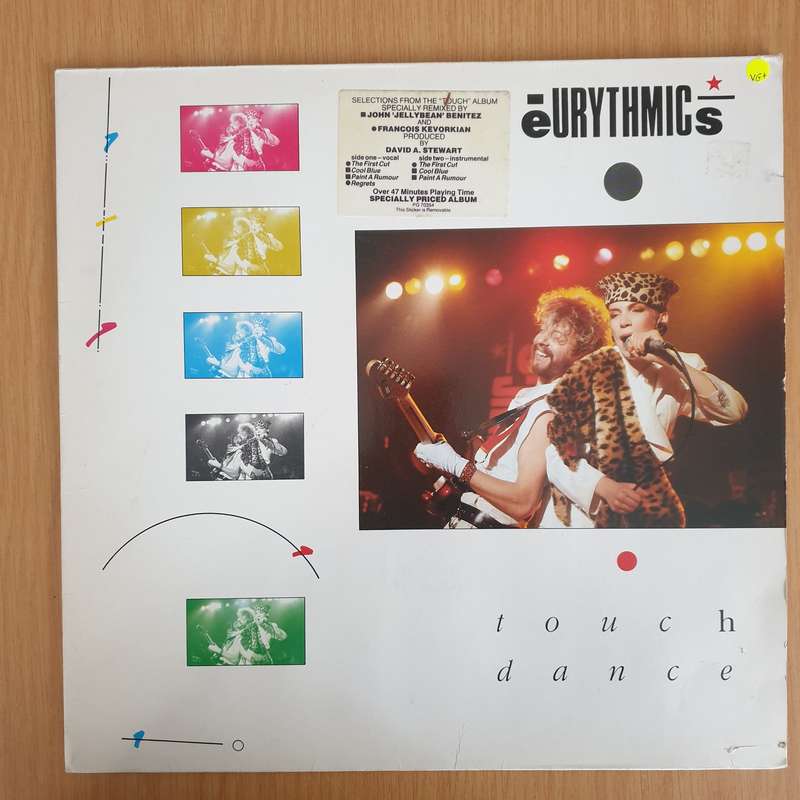 SELECTIONS FROM THE "TOUCH" ALBUM
SPECIALLY REMIXED BY
JOHN 'JELLYBEAN' BENITEZ
AND
FRANCOIS KEVORKIAN
PRODUCED
BY
DAVID A. STEWART
side one – vocal
The First Cut
Cool Blue
Paint A Rumour
Regrets
side two – instrumental
The First Cut
Cool Blue
Paint A Rumour
Over 47 Minutes Playing Time
SPECIALLY PRICED ALBUM
PG 70354
This Sticker is Removable
eURYTHMICs
VG+
touch
dance